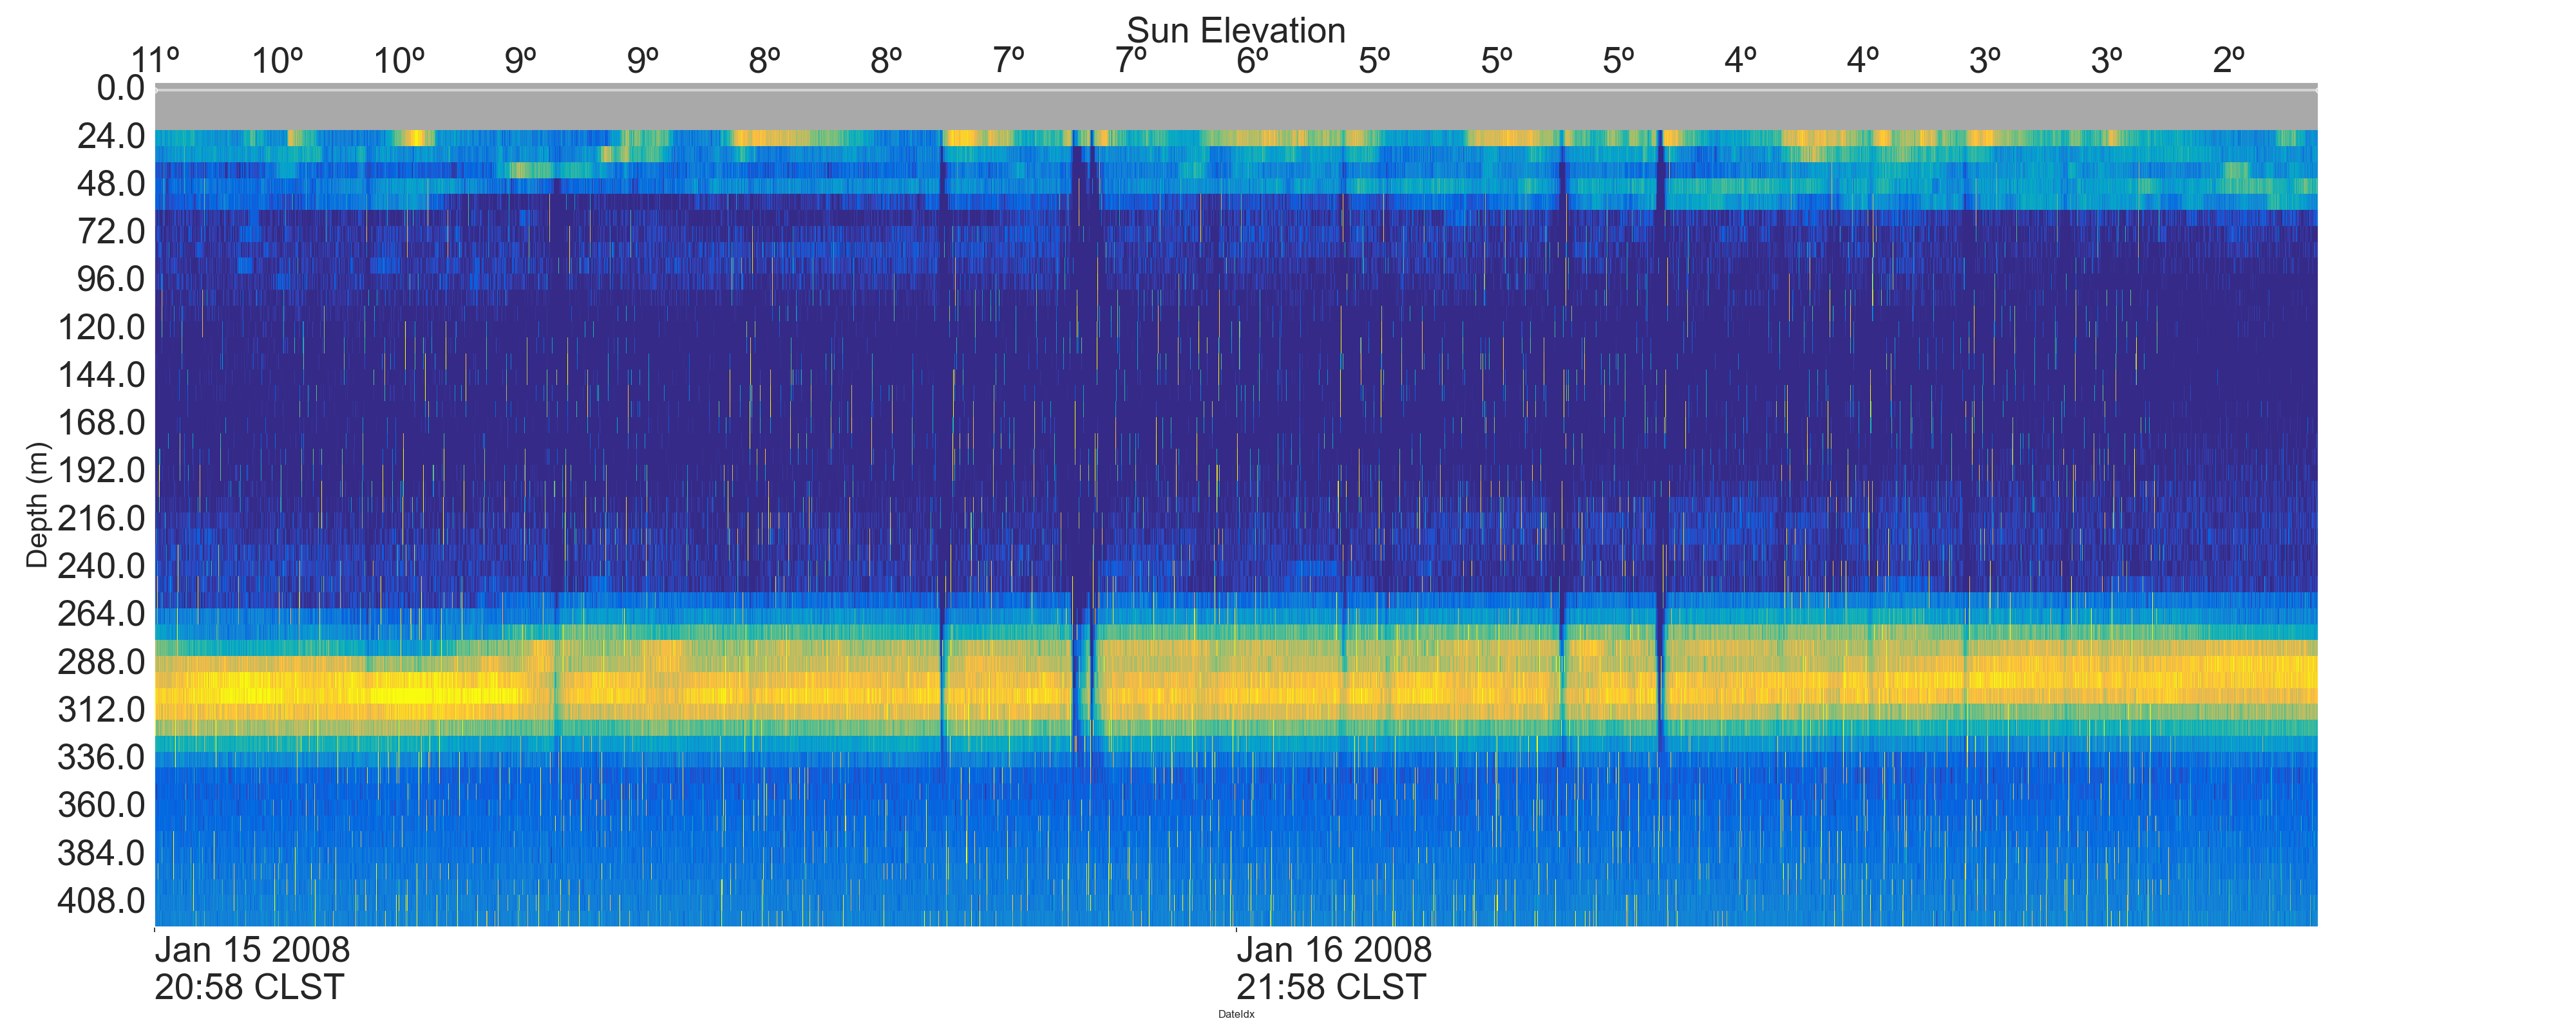 Sun Elevation
11º 10º 10º 9º 9º 8º 8º 7º 7º 6º 5º 5º 5º 4º 4º 3º 3º 2º
0.0
24.0
48.0
72.0
96.0
120.0
144.0
168.0
192.0
216.0
240.0
264.0
288.0
312.0
336.0
360.0
384.0
408.0
Depth (m)
Jan 15 2008
20:58 CLST
Jan 16 2008
21:58 CLST
DateIdx